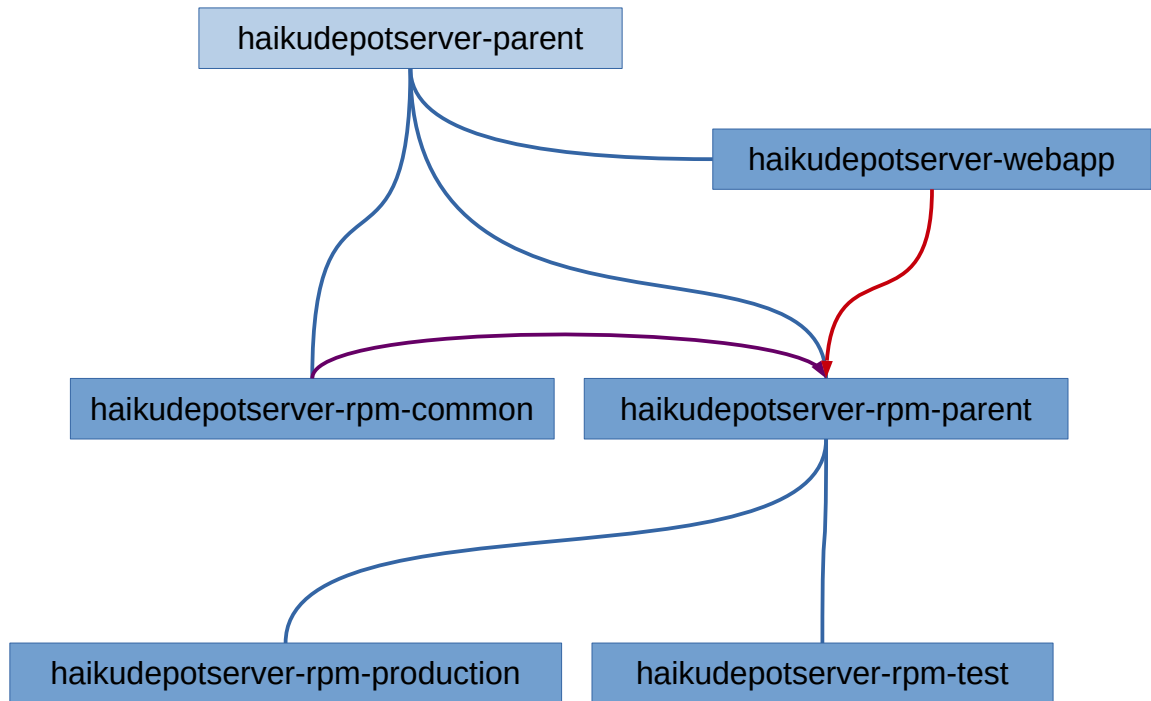 haikudepotserver-parent
haikudepotserver-webapp
haikudepotserver-rpm-common
haikudepotserver-rpm-parent
haikudepotserver-rpm-production
haikudepotserver-rpm-test